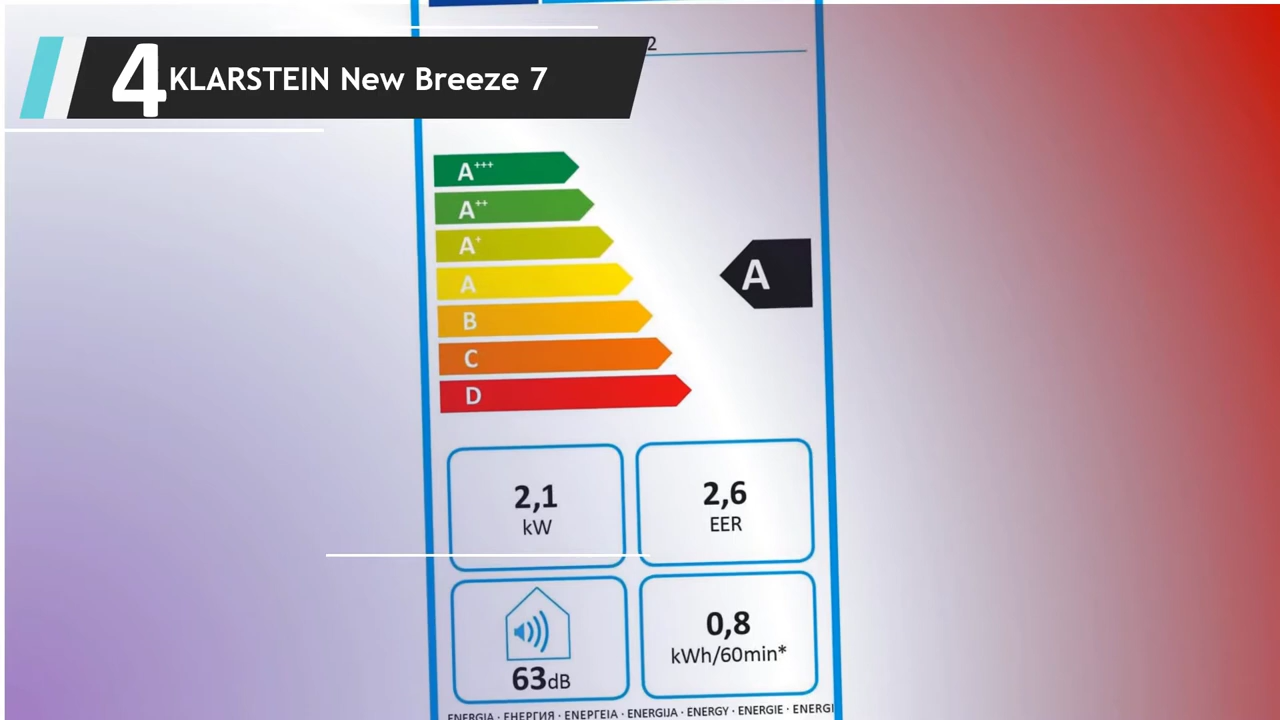 2
4 KLARSTEIN New Breeze 7
A+++
A++
A+
A
A
B
C
D
2,1
kW
2,6
EER
63dB
0,8
kWh/60min*
ENERGIA · ЕНЕРГИЯ · ΕΝΕΡΓΕΙΑ · ENERGIJA · ENERGY · ENERGIE · ENERGI